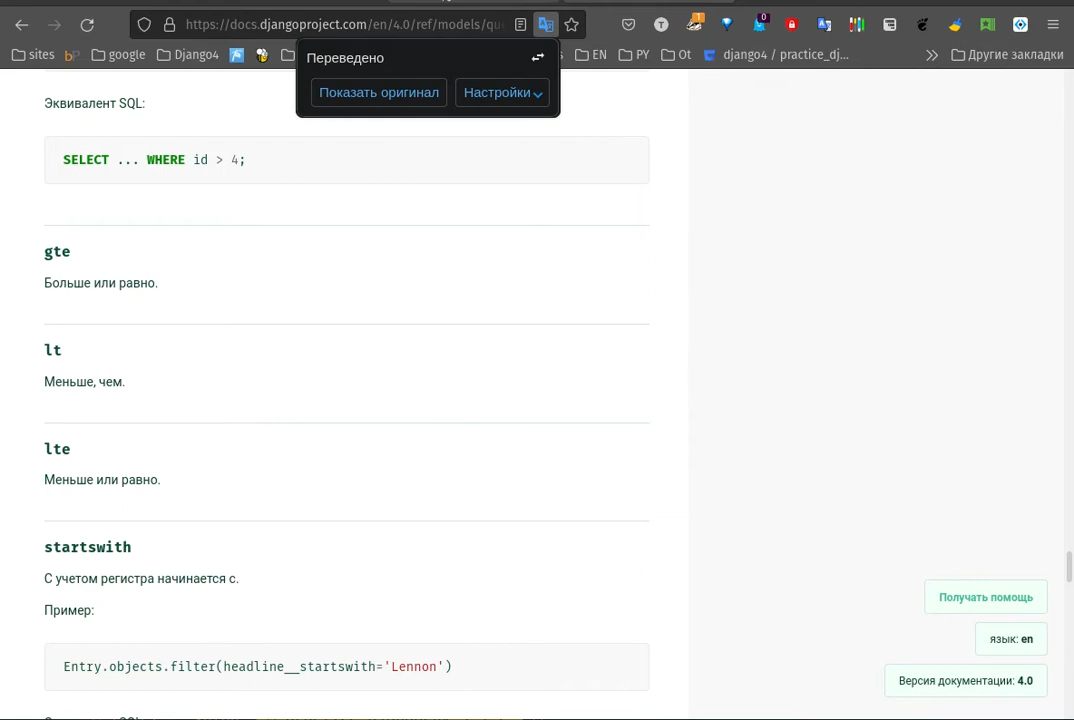 https://docs.djangoproject.com/en/4.0/ref/models/qu
sites
google
Django4
EN
PY
Ot
django4 / practice_dj...
Другие закладки
Переведено
Показать оригинал
Настройки
Эквивалент SQL:
SELECT ... WHERE id > 4;
gte
Больше или равно.
lt
Меньше, чем.
lte
Меньше или равно.
startswith
С учетом регистра начинается с.
Пример:
Entry.objects.filter(headline__startswith='Lennon')
Получать помощь
язык: en
Версия документации: 4.0